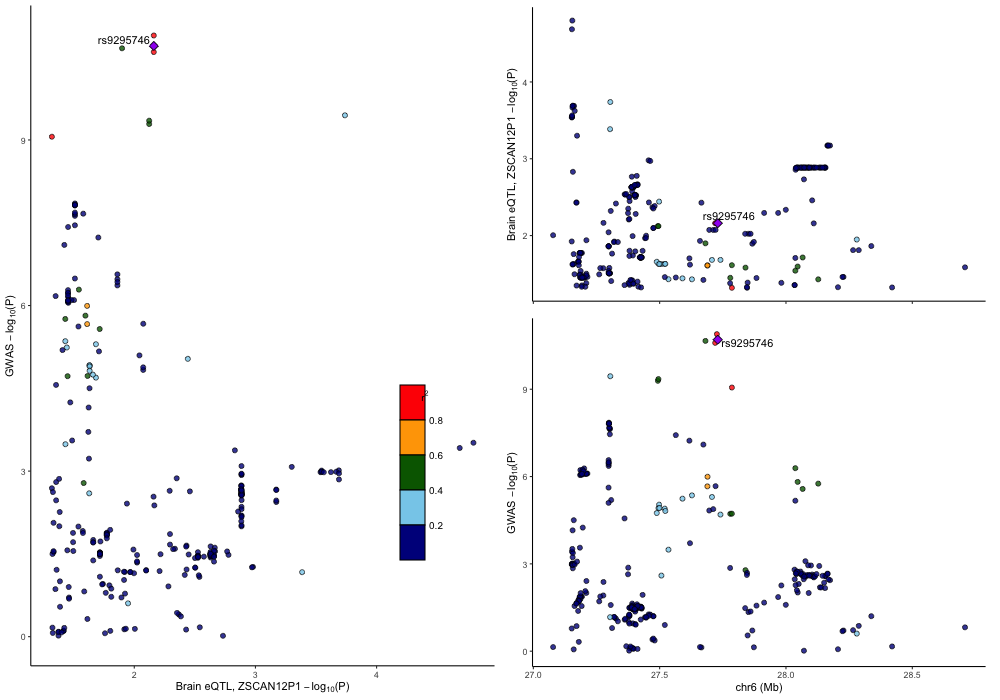 rs9295746
9
6
3
0
GWAS −log10(P)
2
3
4
Brain eQTL, ZSCAN12P1 −log10(P)
r2
0.8
0.6
0.4
0.2
4
3
2
Brain eQTL, ZSCAN12P1 −log10(P)
rs9295746
9
6
3
0
GWAS −log10(P)
rs9295746
27.0
27.5
28.0
28.5
chr6 (Mb)